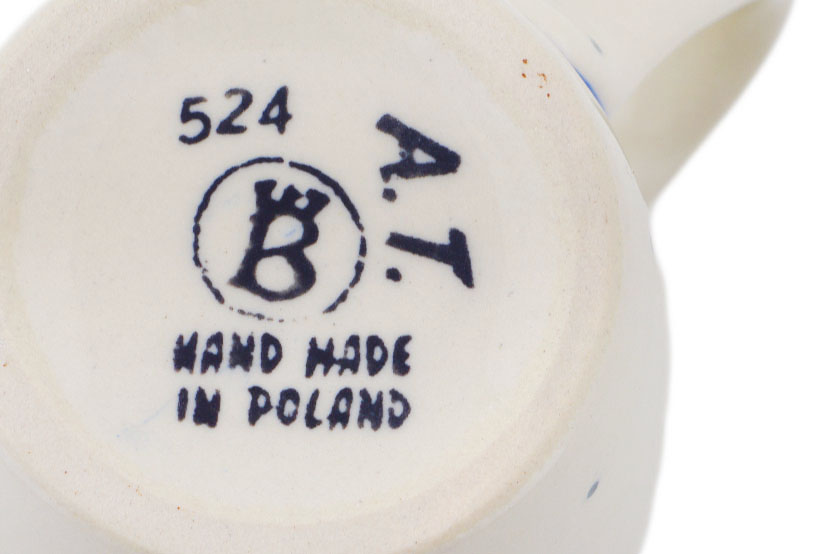 524
B
HAND MADE
IN POLAND
A.T.